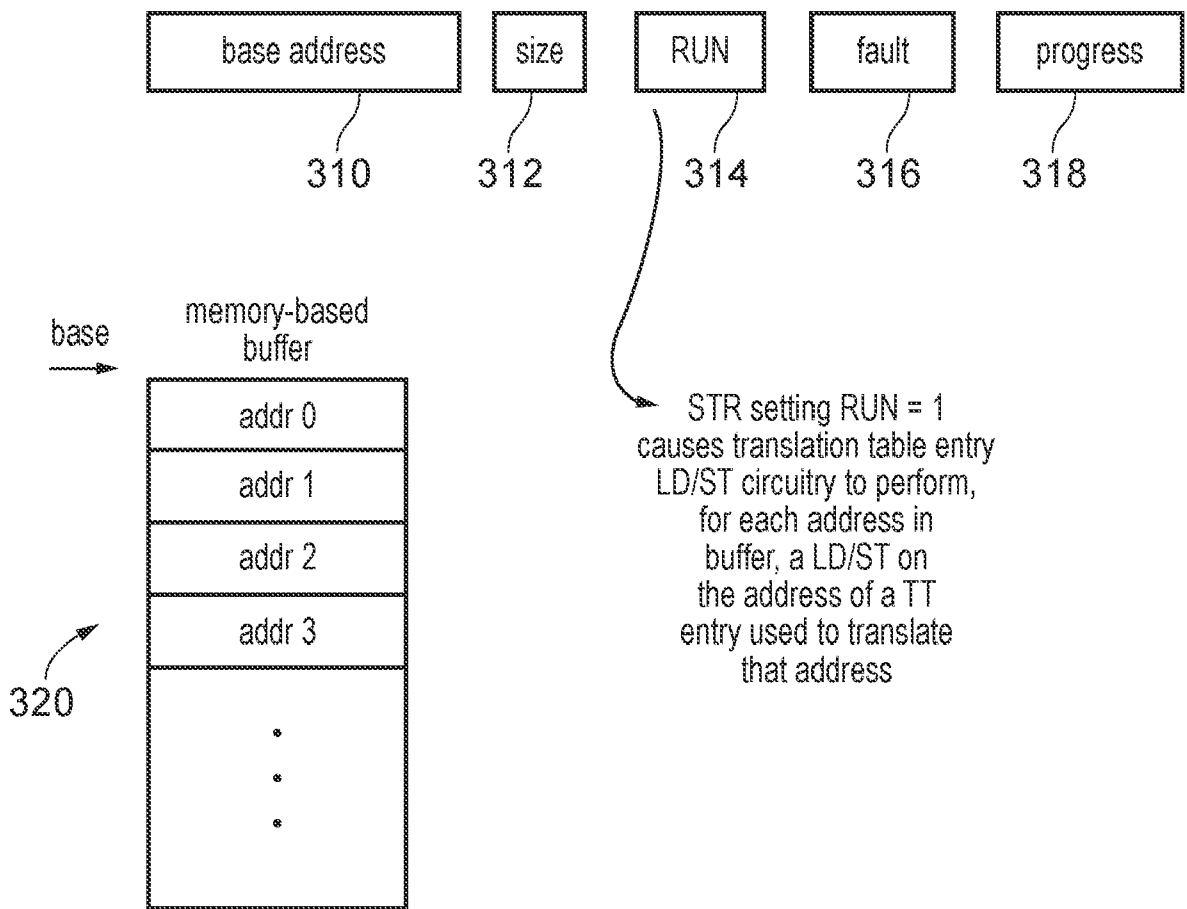 base address size RUN fault progress
310 312 314 316 318
memory-based
buffer
base
addr 0
addr 1
addr 2
addr 3
320
STR setting RUN = 1
causes translation table entry
LD/ST circuitry to perform,
for each address in
buffer, a LD/ST on
the address of a TT
entry used to translate
that address